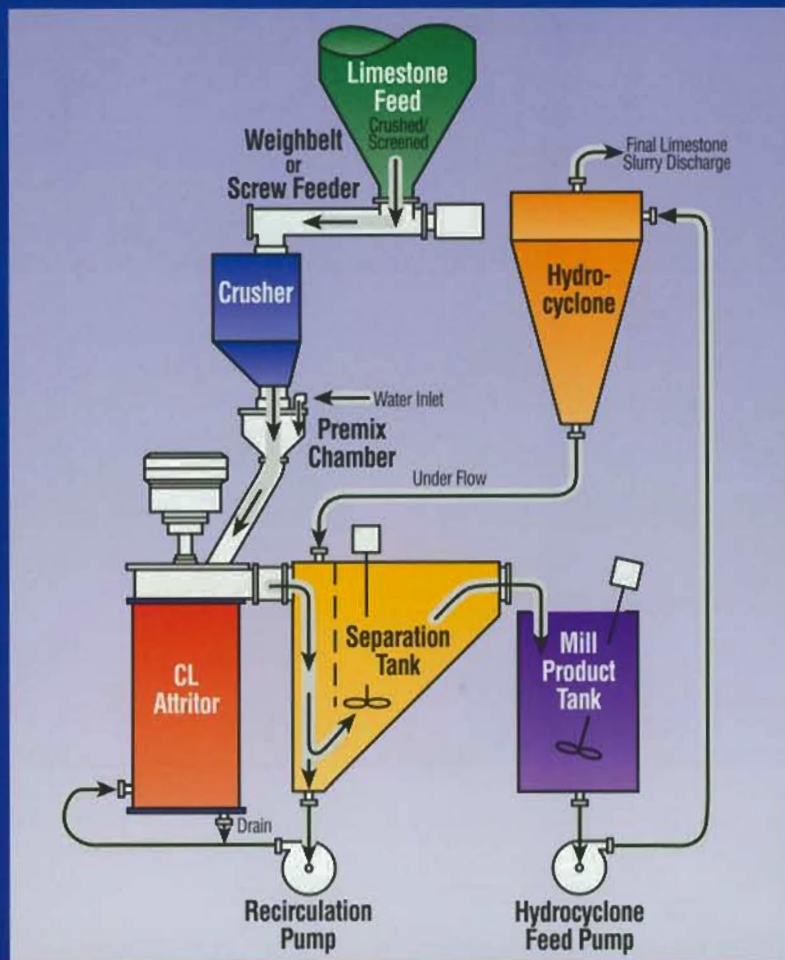 Limestone
Feed
Crushed/
Screened
Weighbelt
or
Screw Feeder
Final Limestone
Slurry Discharge
Crusher
Hydro-
cyclone
Water Inlet
Premix
Chamber
Under Flow
Separation
Tank
CL
Attritor
Mill
Product
Tank
Drain
Recirculation
Pump
Hydrocyclone
Feed Pump